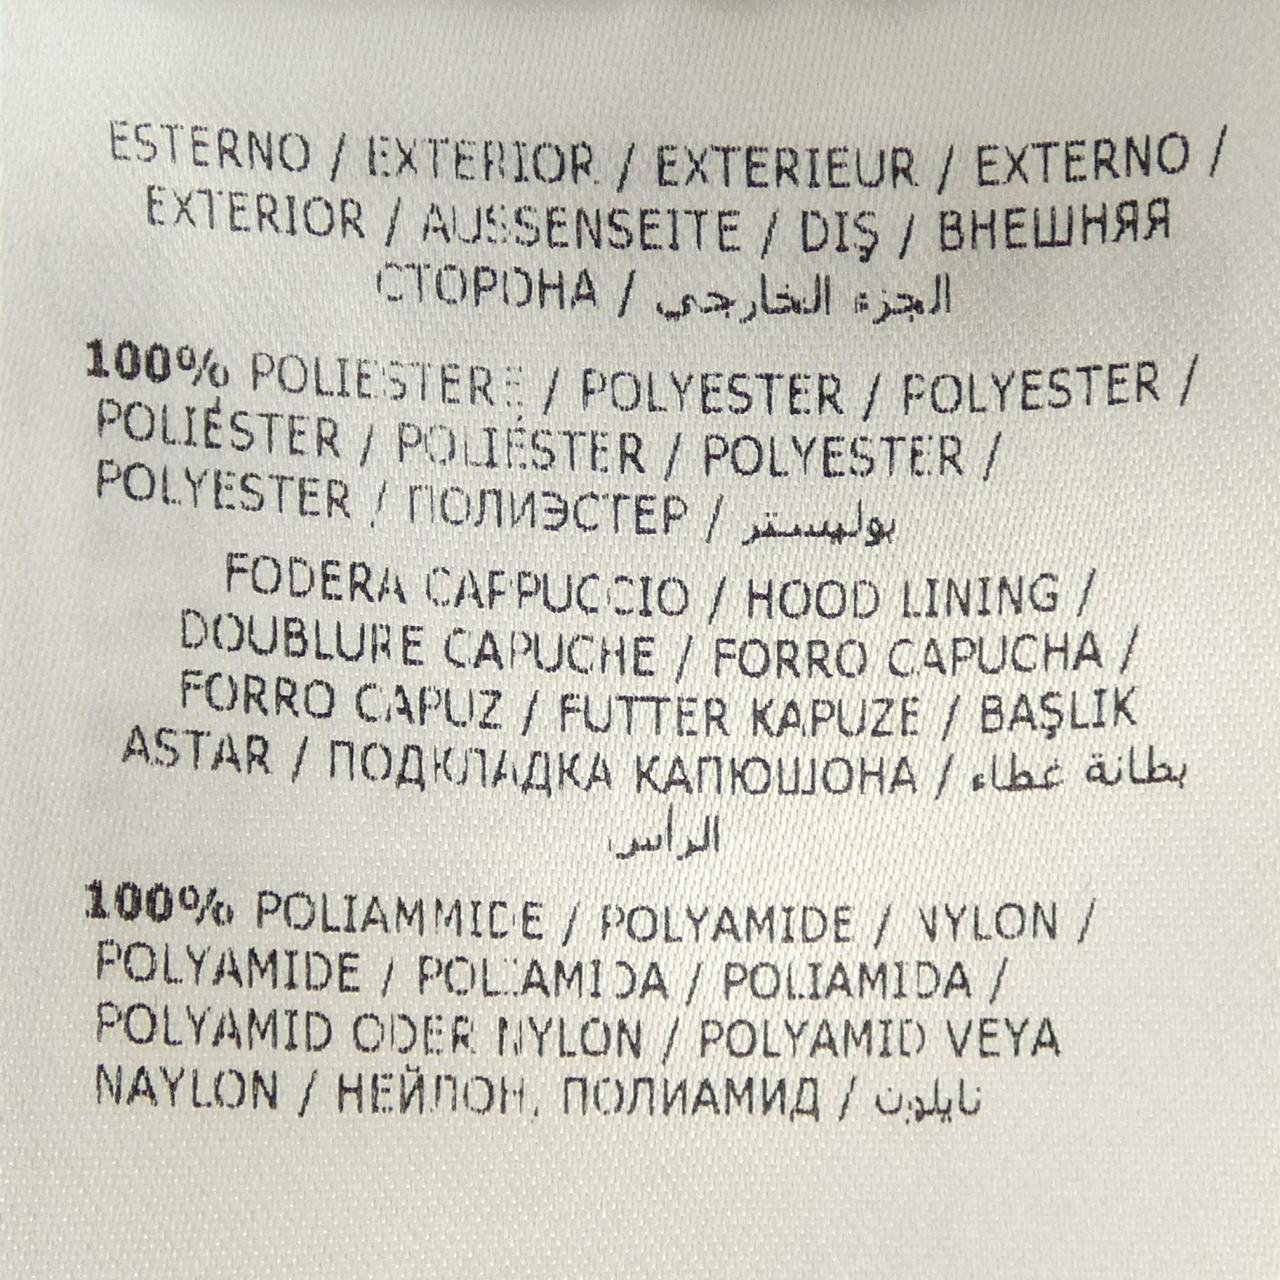 ESTERNO / EXTERIOR / EXTERIEUR / EXTERNO /
EXTERIOR / AUSSENSEITE / DIŞ / ВНЕШНЯЯ
СТОРОНА / الجزء الخارجي
100% POLIESTERE / POLYESTER / POLYESTER /
POLIÉSTER / POLIÉSTER / POLYESTER /
POLYESTER / ПОЛИЭСТЕР / بوليستر
FODERA CAPPUCCIO / HOOD LINING /
DOUBLURE CAPUCHE / FORRO CAPUCHA /
FORRO CAPUZ / FUTTER KAPUZE / BAŞLIK
ASTAR / ПОДКЛАДКА КАПЮШОНА / بطانة غطاء
الرأس
100% POLIAMMIDE / POLYAMIDE / NYLON /
POLYAMIDE / POLIAMIDA / POLIAMIDA /
POLYAMID ODER NYLON / POLYAMID VEYA
NAYLON / НЕЙЛОН, ПОЛИАМИД / نايلون